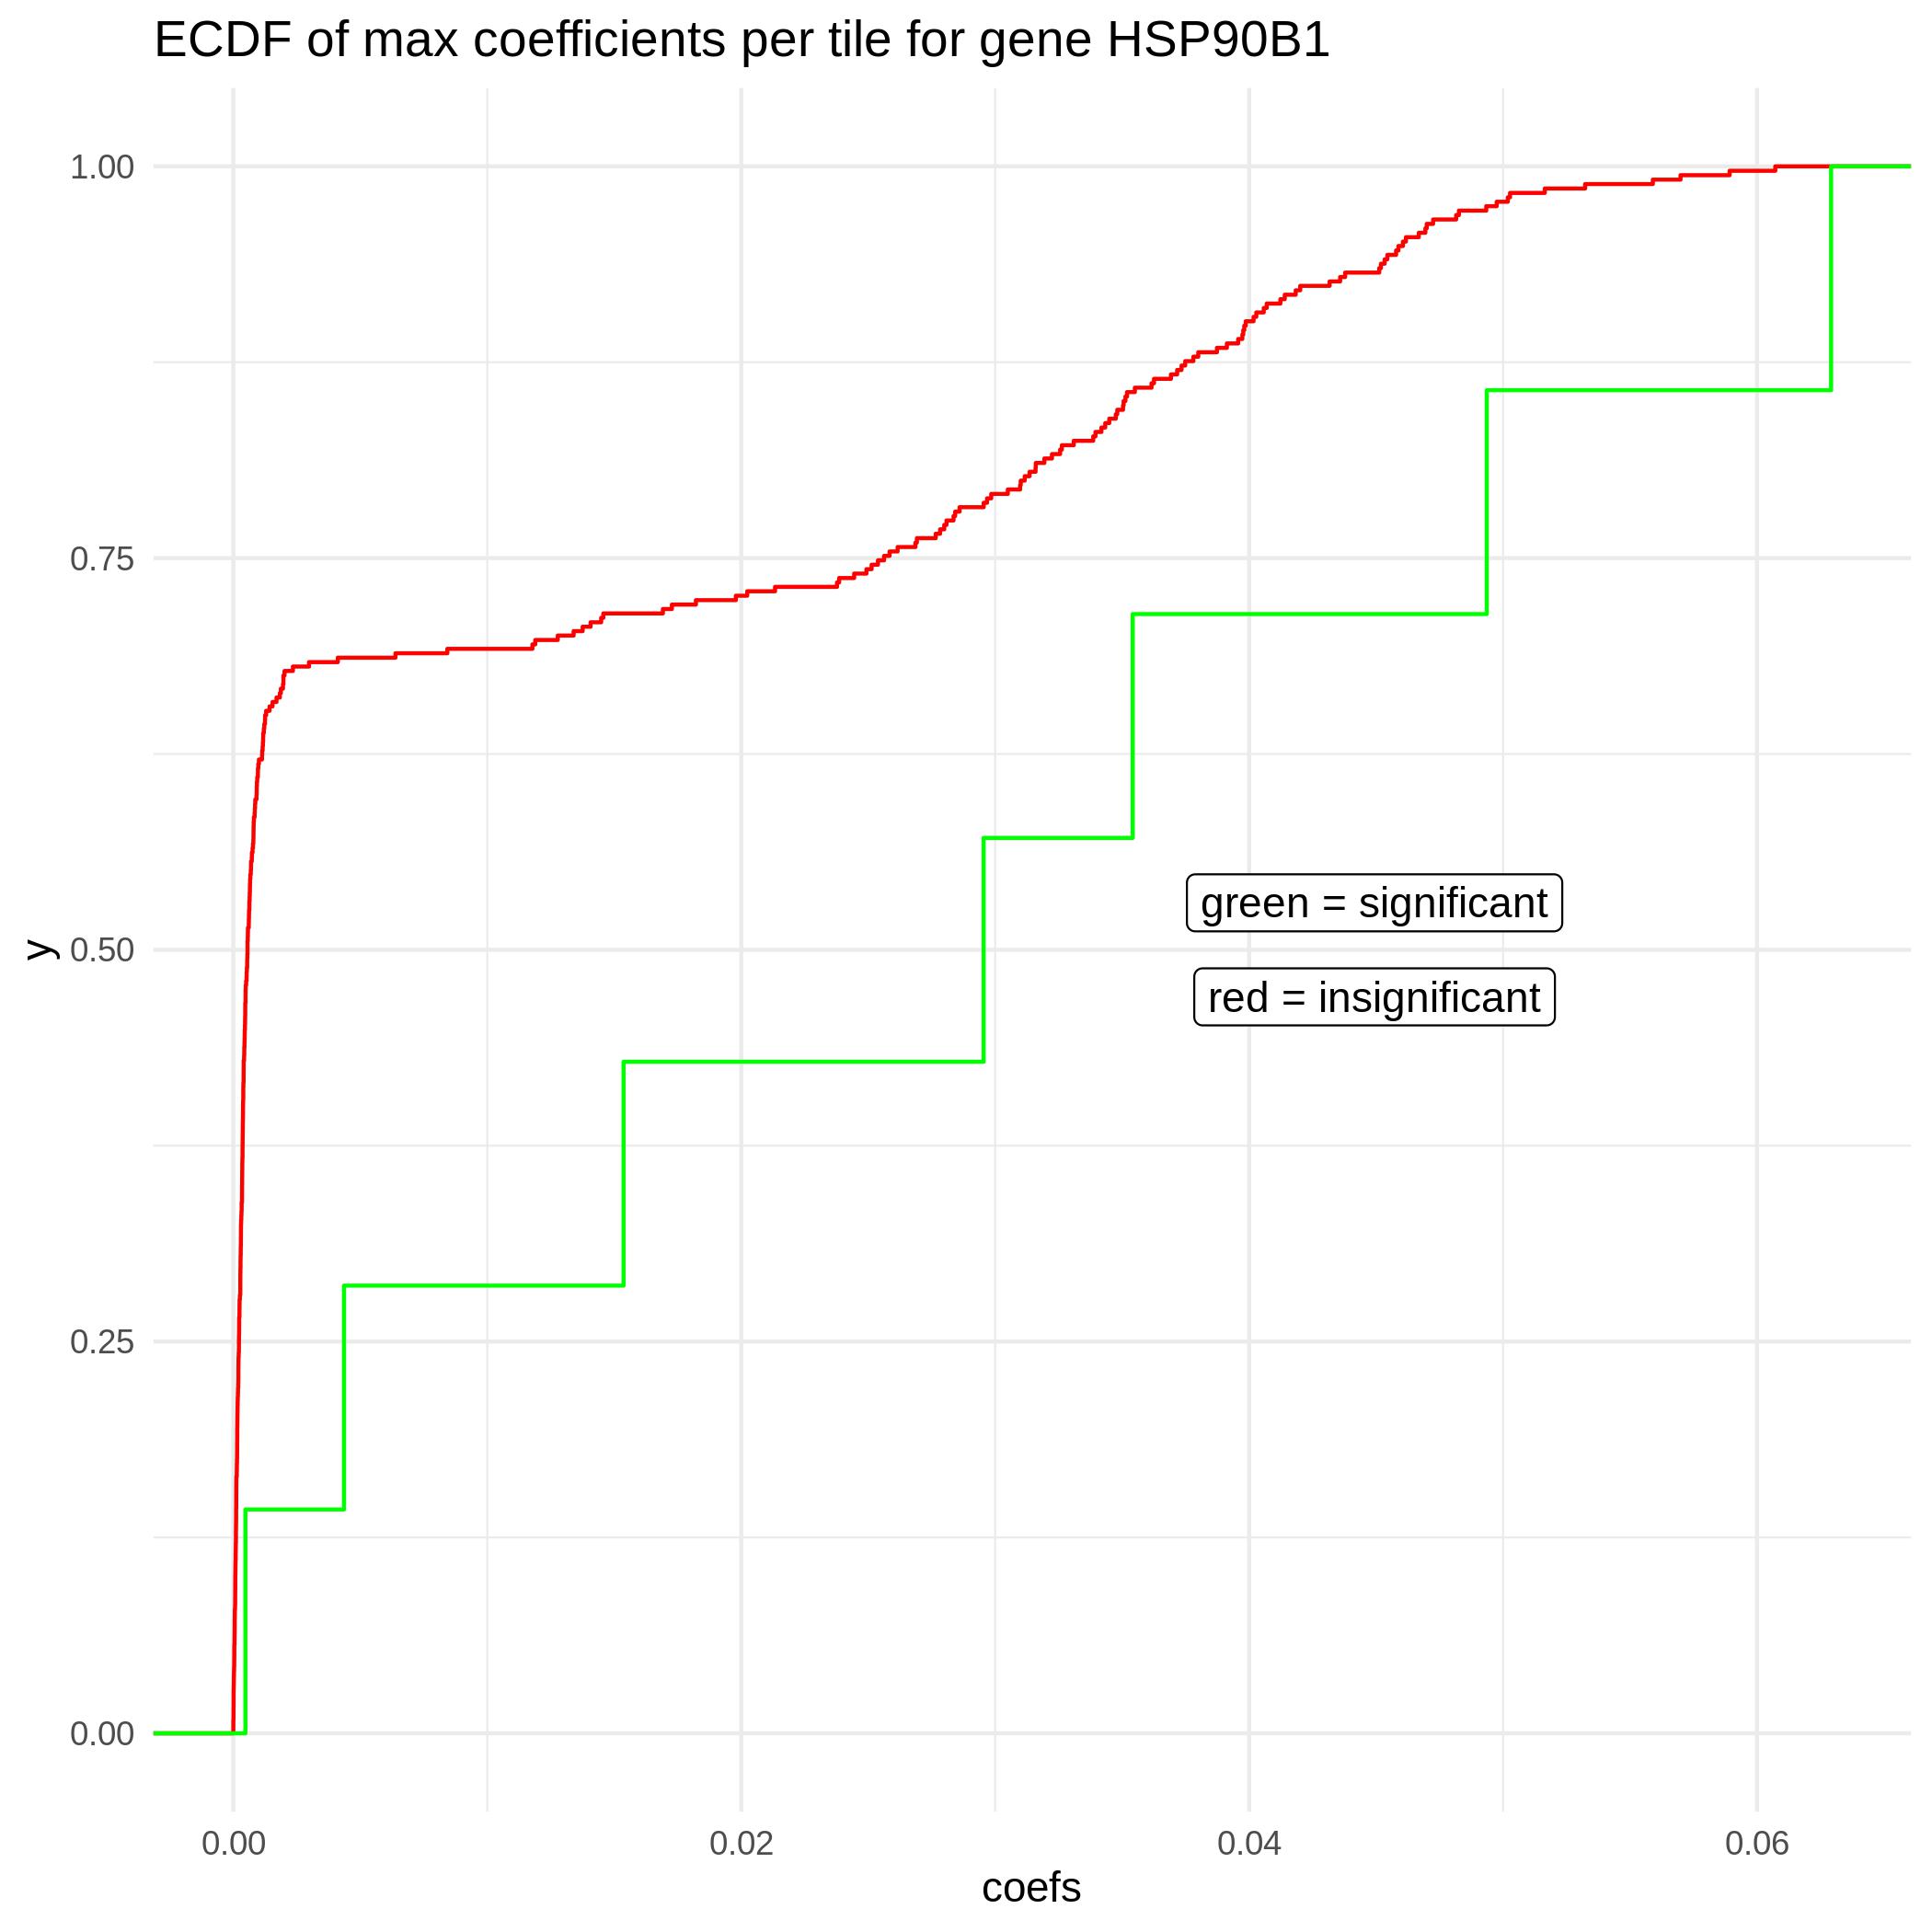 ECDF of max coefficients per tile for gene HSP90B1
1.00
0.75
0.50
0.25
0.00
y
green = significant
red = insignificant
0.00 0.02 0.04 0.06
coefs